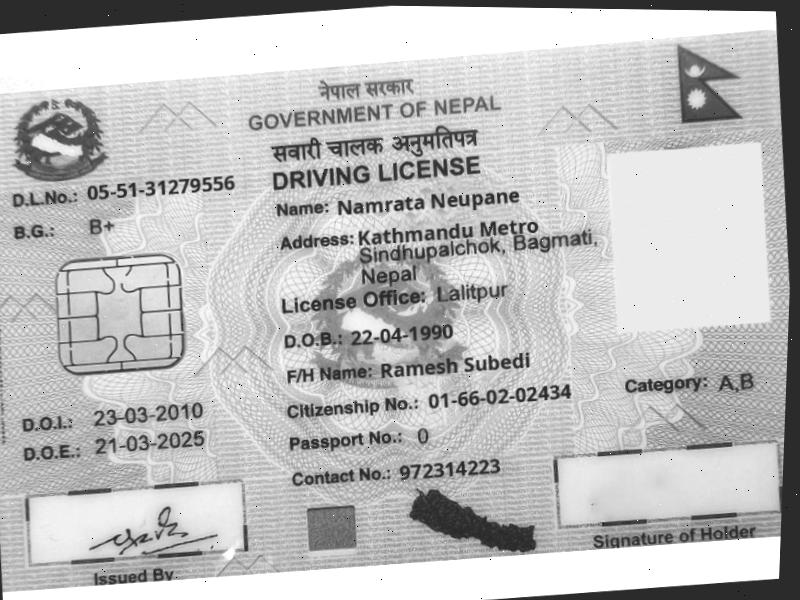 नेपाल सरकार
GOVERNMENT OF NEPAL
सवारी चालक अनुमतिपत्र
DRIVING LICENSE
D.L.No.: 05-51-31279556
B.G.: B+
Name: Namrata Neupane
Address: Kathmandu Metro
Sindhupalchok, Bagmati,
Nepal
License Office: Lalitpur
D.O.B.: 22-04-1990
F/H Name: Ramesh Subedi
Citizenship No.: 01-66-02-02434
Category: A,B
D.O.I.: 23-03-2010
D.O.E.: 21-03-2025
Passport No.: 0
Contact No.: 972314223
Issued By
Signature of Holder